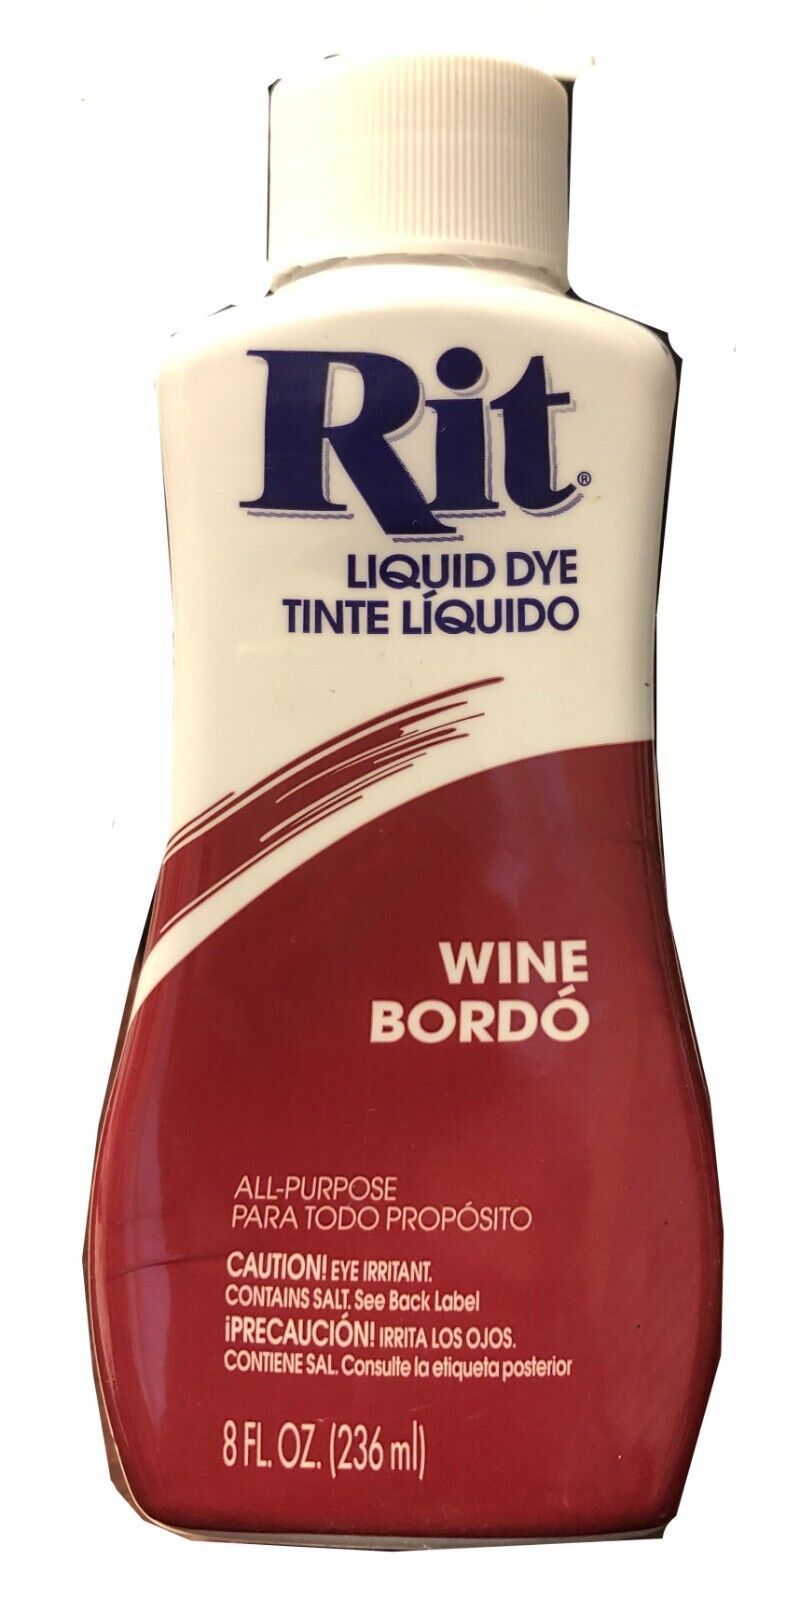 Rit®
LIQUID DYE
TINTE LÍQUIDO
WINE
BORDÓ
ALL-PURPOSE
PARA TODO PROPÓSITO
CAUTION! EYE IRRITANT.
CONTAINS SALT. See Back Label
¡PRECAUCIÓN! IRRITA LOS OJOS.
CONTIENE SAL. Consulte la etiqueta posterior
8 FL. OZ. (236 ml)